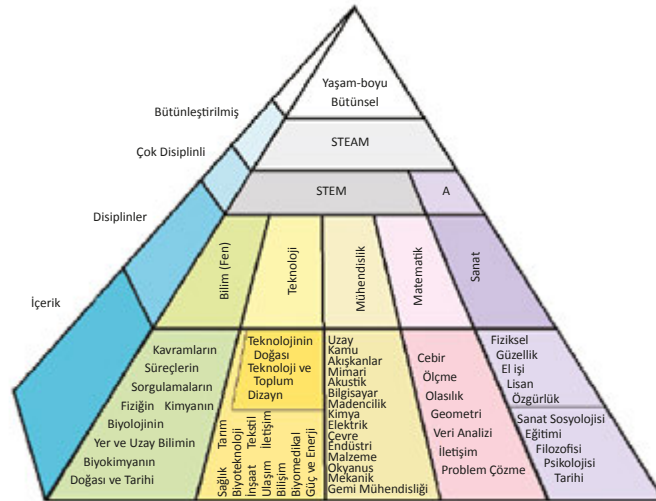 Yaşam-boyu
Bütünsel
Bütünleştirilmiş
STEAM
Çok Disiplinli
STEM
A
Disiplinler
Bilim (Fen)
Teknoloji
Mühendislik
Matematik
Sanat
İçerik
Kavramların
Süreçlerin
Sorgulamaların
Fiziğin Kimyanın
Biyolojinin
Yer ve Uzay Bilimin
Biyokimyanın
Doğası ve Tarihi
Teknolojinin
Doğası
Teknoloji ve
Toplum
Dizayn
Sağlık Tarım
Biyoteknoloji
İnşaat Tekstil
Ulaşım İletişim
Bilişim
Biyomedikal
Güç ve Enerji
Uzay
Kamu
Akışkanlar
Mimari
Akustik
Bilgisayar
Madencilik
Kimya
Elektrik
Çevre
Endüstri
Malzeme
Okyanus
Mekanik
Gemi Mühendisliği
Cebir
Ölçme
Olasılık
Geometri
Veri Analizi
İletişim
Problem Çözme
Fiziksel
Güzellik
El işi
Lisan
Özgürlük
Sanat Sosyolojisi
Eğitimi
Filozofisi
Psikolojisi
Tarihi